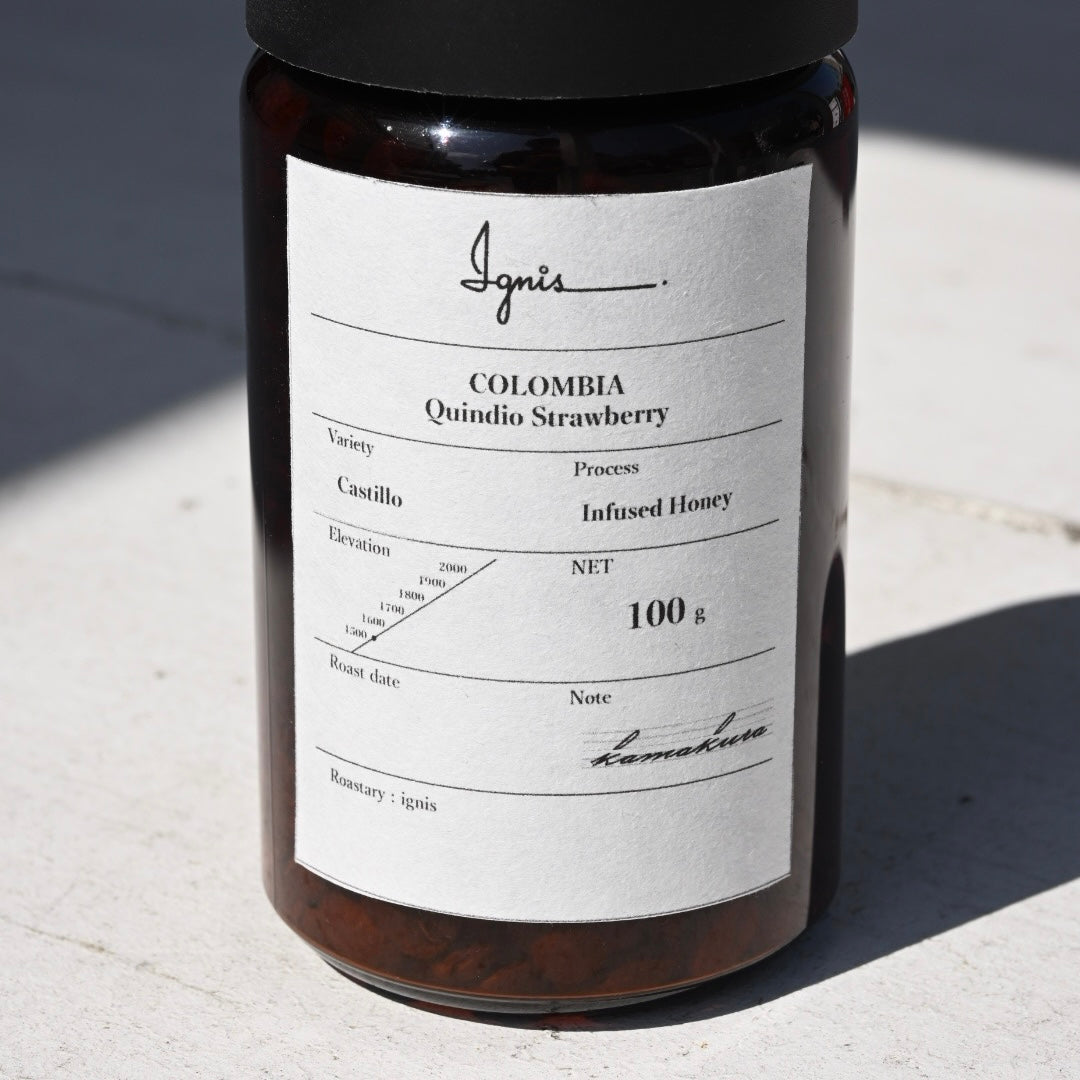 Ignis
COLOMBIA
Quindio Strawberry
Variety
Castillo
Process
Infused Honey
Elevation
2000
1900
1800
1700
1600
1500
NET
100 g
Roast date
Note
kamakura
Roastary : ignis